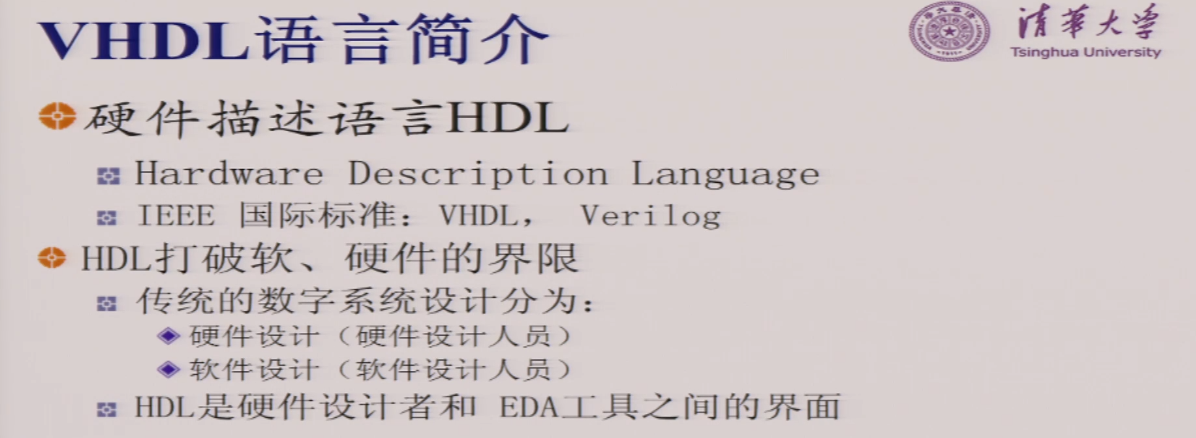 VHDL语言简介
清华大学
Tsinghua University
硬件描述语言HDL
Hardware Description Language
IEEE 国际标准：VHDL， Verilog
HDL打破软、硬件的界限
传统的数字系统设计分为：
硬件设计（硬件设计人员）
软件设计（软件设计人员）
HDL是硬件设计者和 EDA工具之间的界面